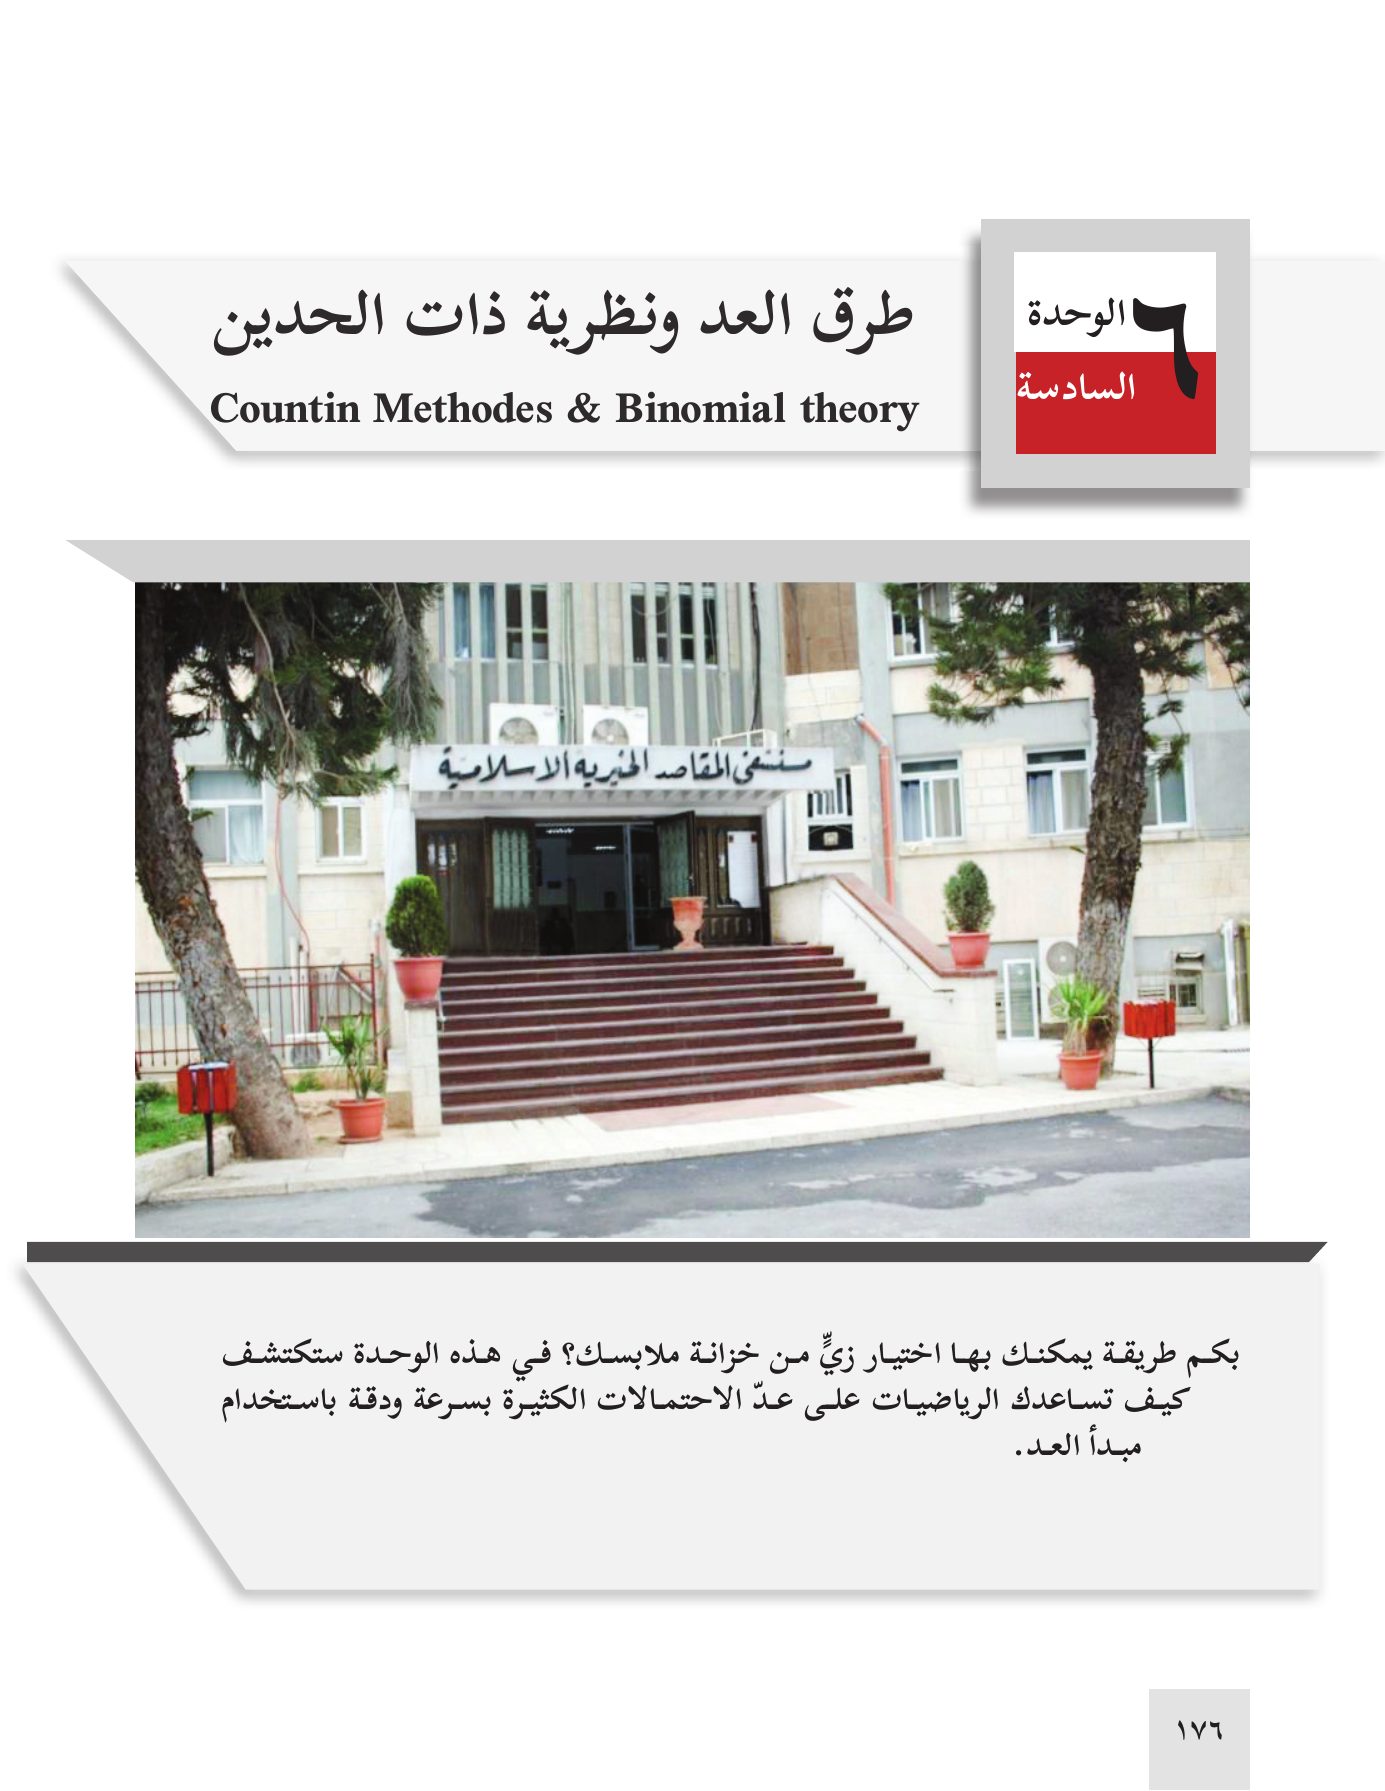 الوحدة ٦
السادسة
طرق العد ونظرية ذات الحدين
Countin Methodes & Binomial theory
مستشفى المقاصد الخيرية الاسلامية
بكم طريقة يمكنك بها اختيار زيٍّ من خزانة ملابسك؟ في هذه الوحدة ستكتشف
كيف تساعدك الرياضيات على عدّ الاحتمالات الكثيرة بسرعة ودقة باستخدام
مبدأ العد.
١٧٦